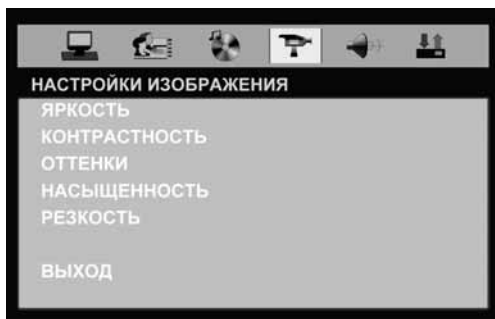 НАСТРОЙКИ ИЗОБРАЖЕНИЯ
ЯРКОСТЬ
КОНТРАСТНОСТЬ
ОТТЕНКИ
НАСЫЩЕННОСТЬ
РЕЗКОСТЬ
ВЫХОД